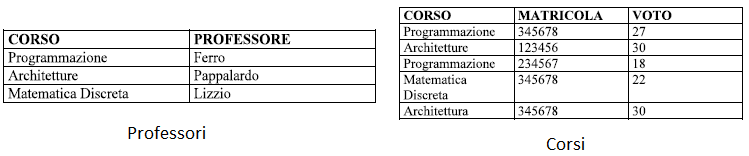 CORSO PROFESSORE
Programmazione Ferro
Architetture Pappalardo
Matematica Discreta Lizzio
Professori
CORSO MATRICOLA VOTO
Programmazione 345678 27
Architetture 123456 30
Programmazione 234567 18
Matematica 345678 22
Discreta
Architettura 345678 30
Corsi